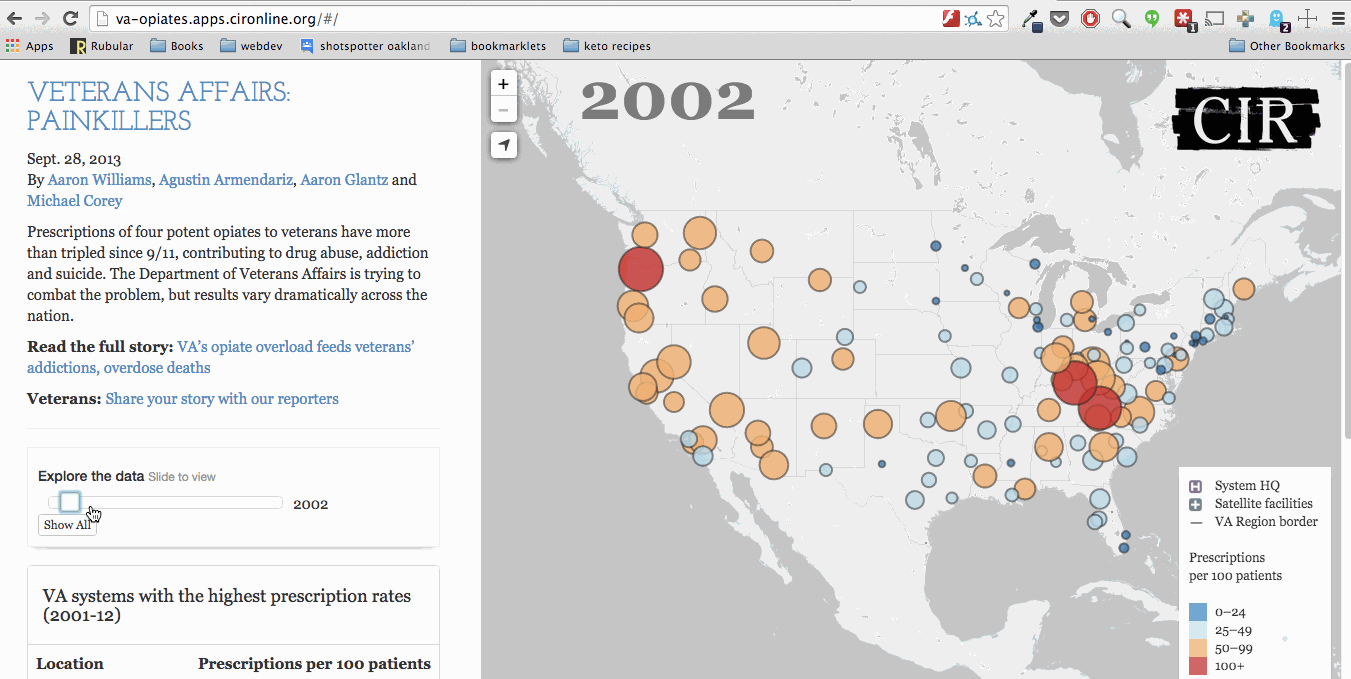 va-opiates.apps.cironline.org/#/
1
2
Apps
Rubular
Books
webdev
shotspotter oakland
bookmarklets
keto recipes
Other Bookmarks
VETERANS AFFAIRS:
PAINKILLERS
Sept. 28, 2013
By Aaron Williams, Agustin Armendariz, Aaron Glantz and
Michael Corey
Prescriptions of four potent opiates to veterans have more
than tripled since 9/11, contributing to drug abuse, addiction
and suicide. The Department of Veterans Affairs is trying to
combat the problem, but results vary dramatically across the
nation.
Read the full story: VA’s opiate overload feeds veterans’
addictions, overdose deaths
Veterans: Share your story with our reporters
Explore the data Slide to view
2002
Show All
VA systems with the highest prescription rates
(2001-12)
Location Prescriptions per 100 patients
+
−
2002
CIR
H System HQ
Satellite facilities
VA Region border
Prescriptions
per 100 patients
0–24
25–49
50–99
100+